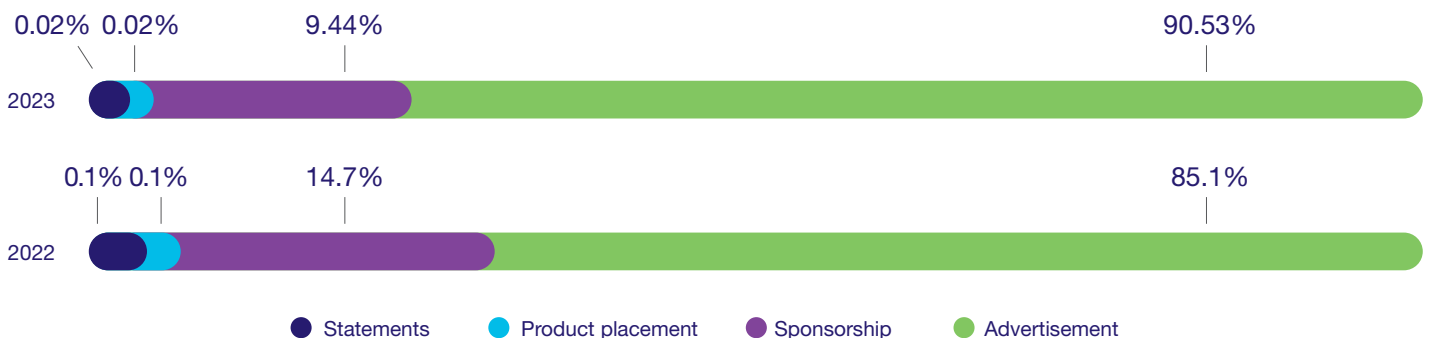 0.02% 0.02% 9.44% 90.53%
2023
0.1% 0.1% 14.7% 85.1%
2022
Statements Product placement Sponsorship Advertisement